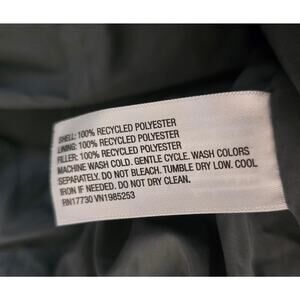 SHELL: 100% RECYCLED POLYESTER
LINING: 100% RECYCLED POLYESTER
FILLER: 100% RECYCLED POLYESTER
MACHINE WASH COLD. GENTLE CYCLE. WASH COLORS
SEPARATELY. DO NOT BLEACH. TUMBLE DRY LOW. COOL
IRON IF NEEDED. DO NOT DRY CLEAN.
RN17730 VN1985253